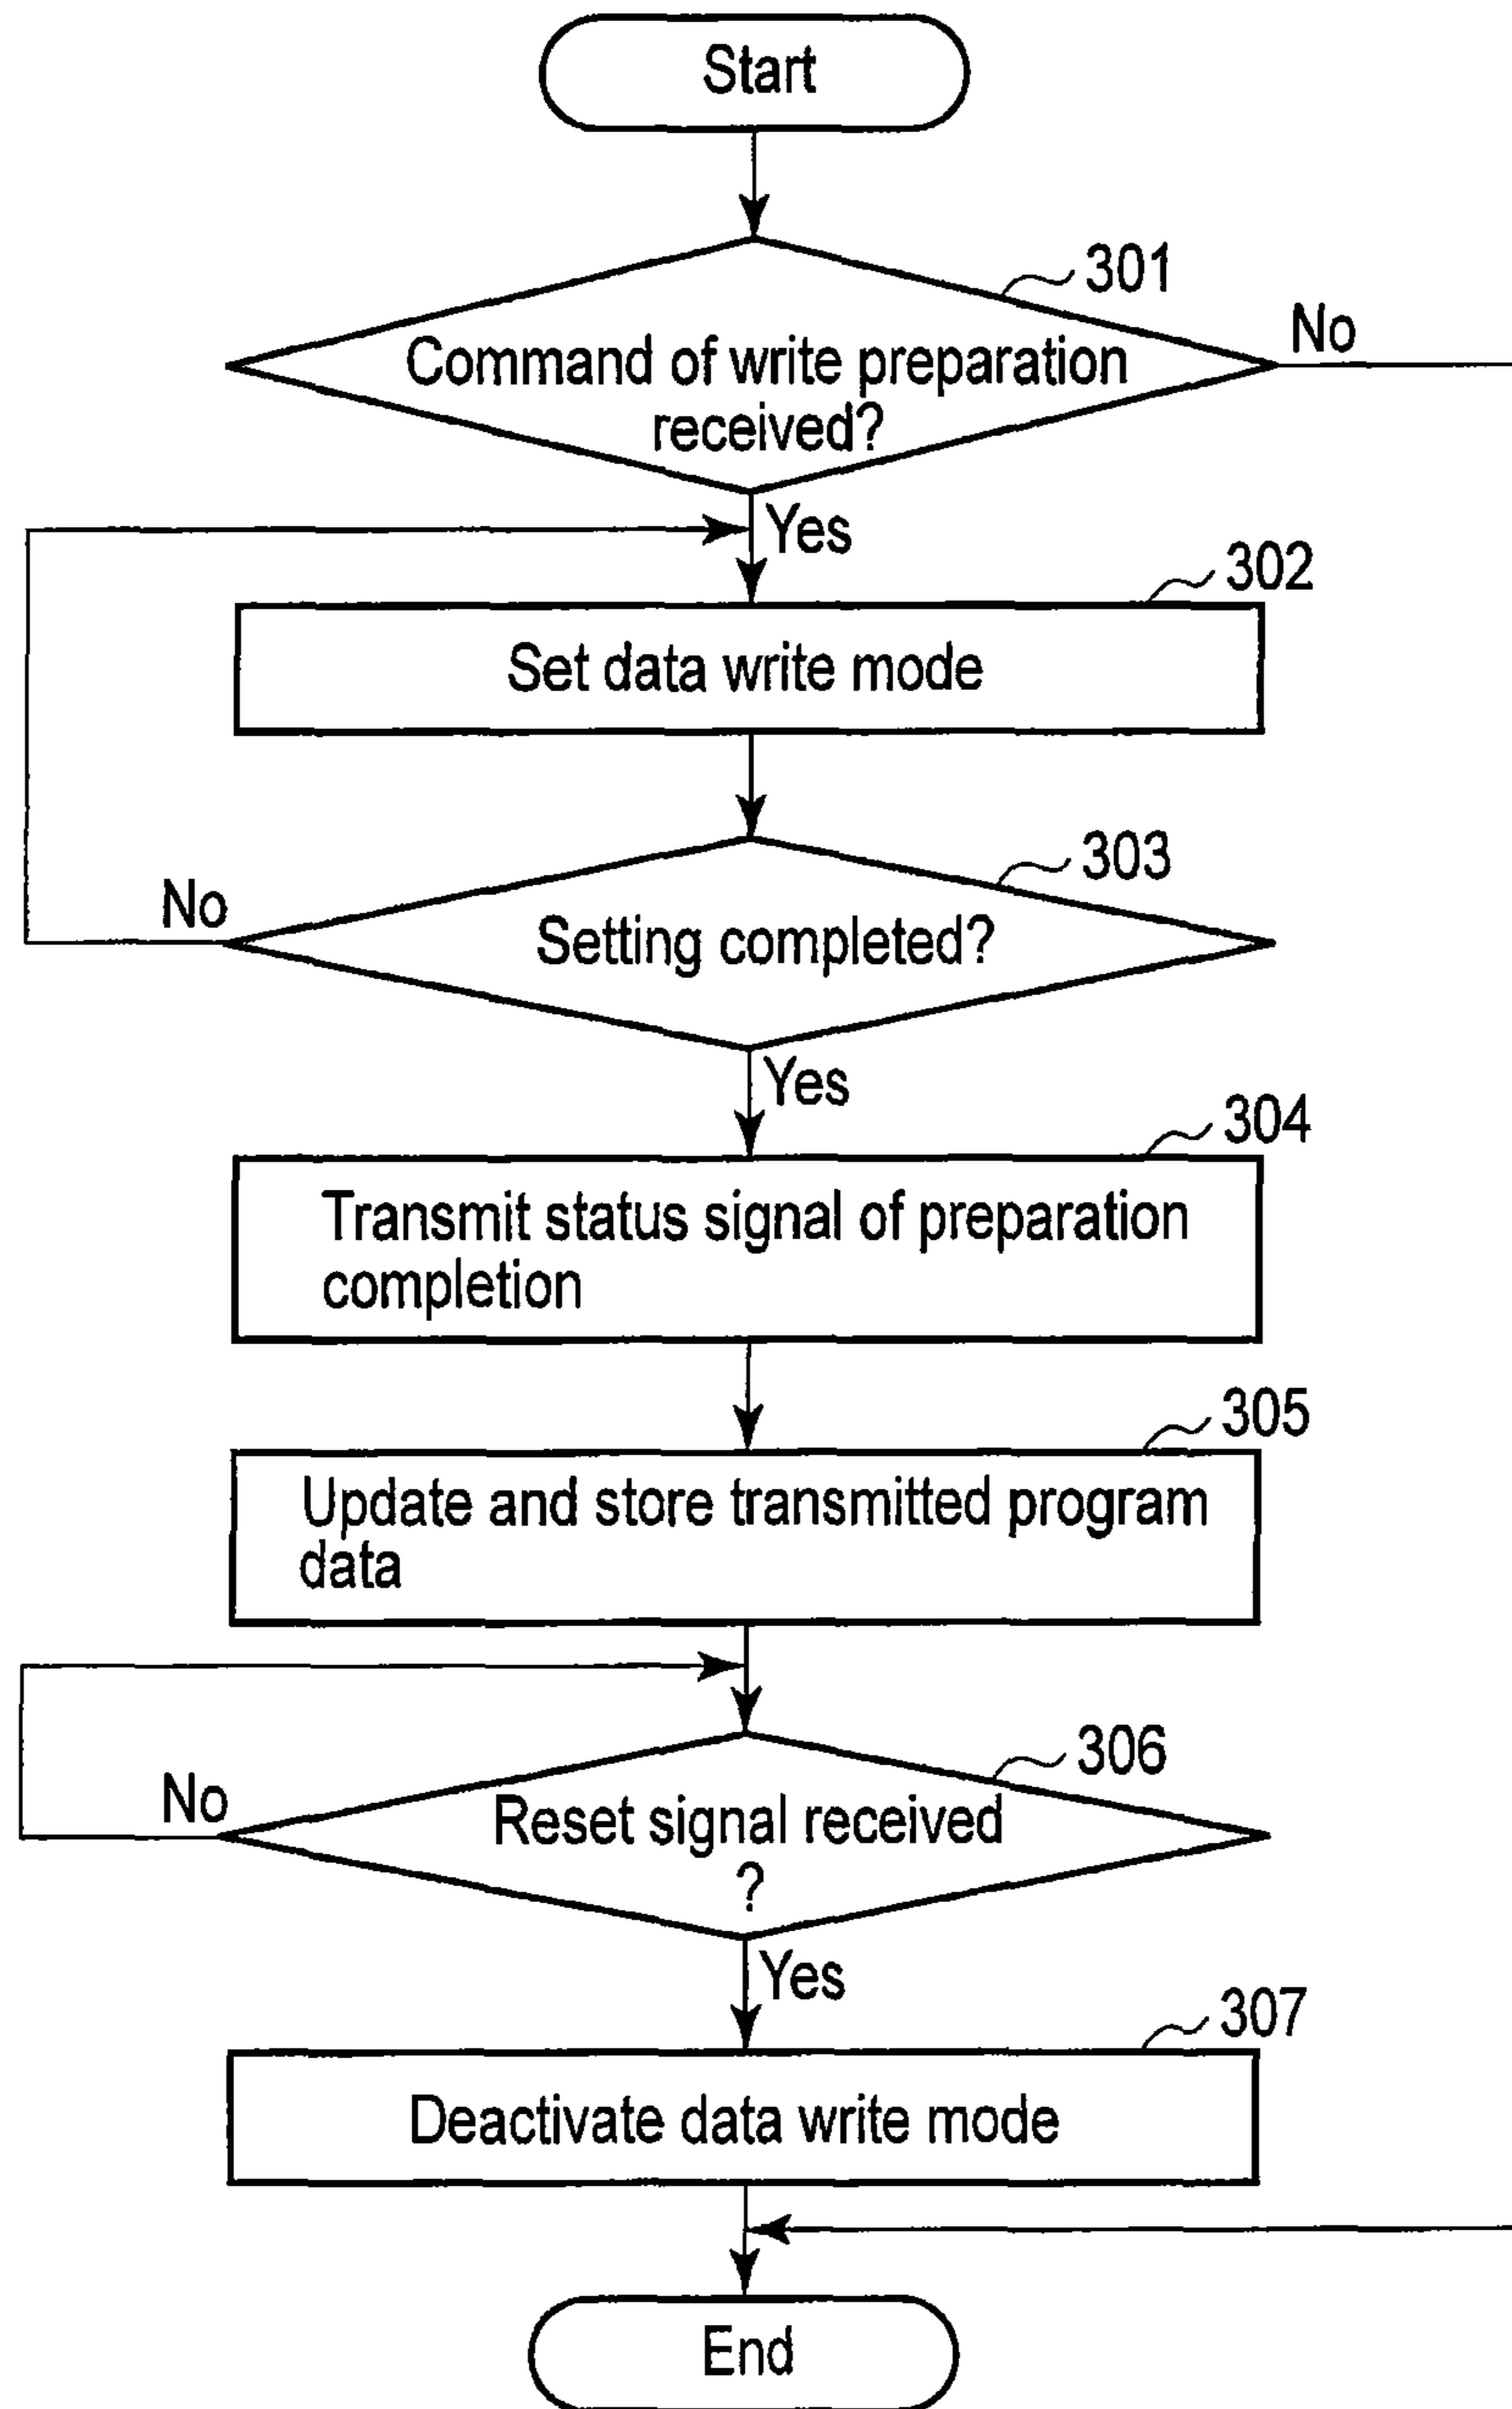 Start
301
No
Command of write preparation
received?
Yes
302
Set data write mode
303
No
Setting completed?
Yes
304
Transmit status signal of preparation
completion
305
Update and store transmitted program
data
306
No
Reset signal received
?
Yes
307
Deactivate data write mode
End